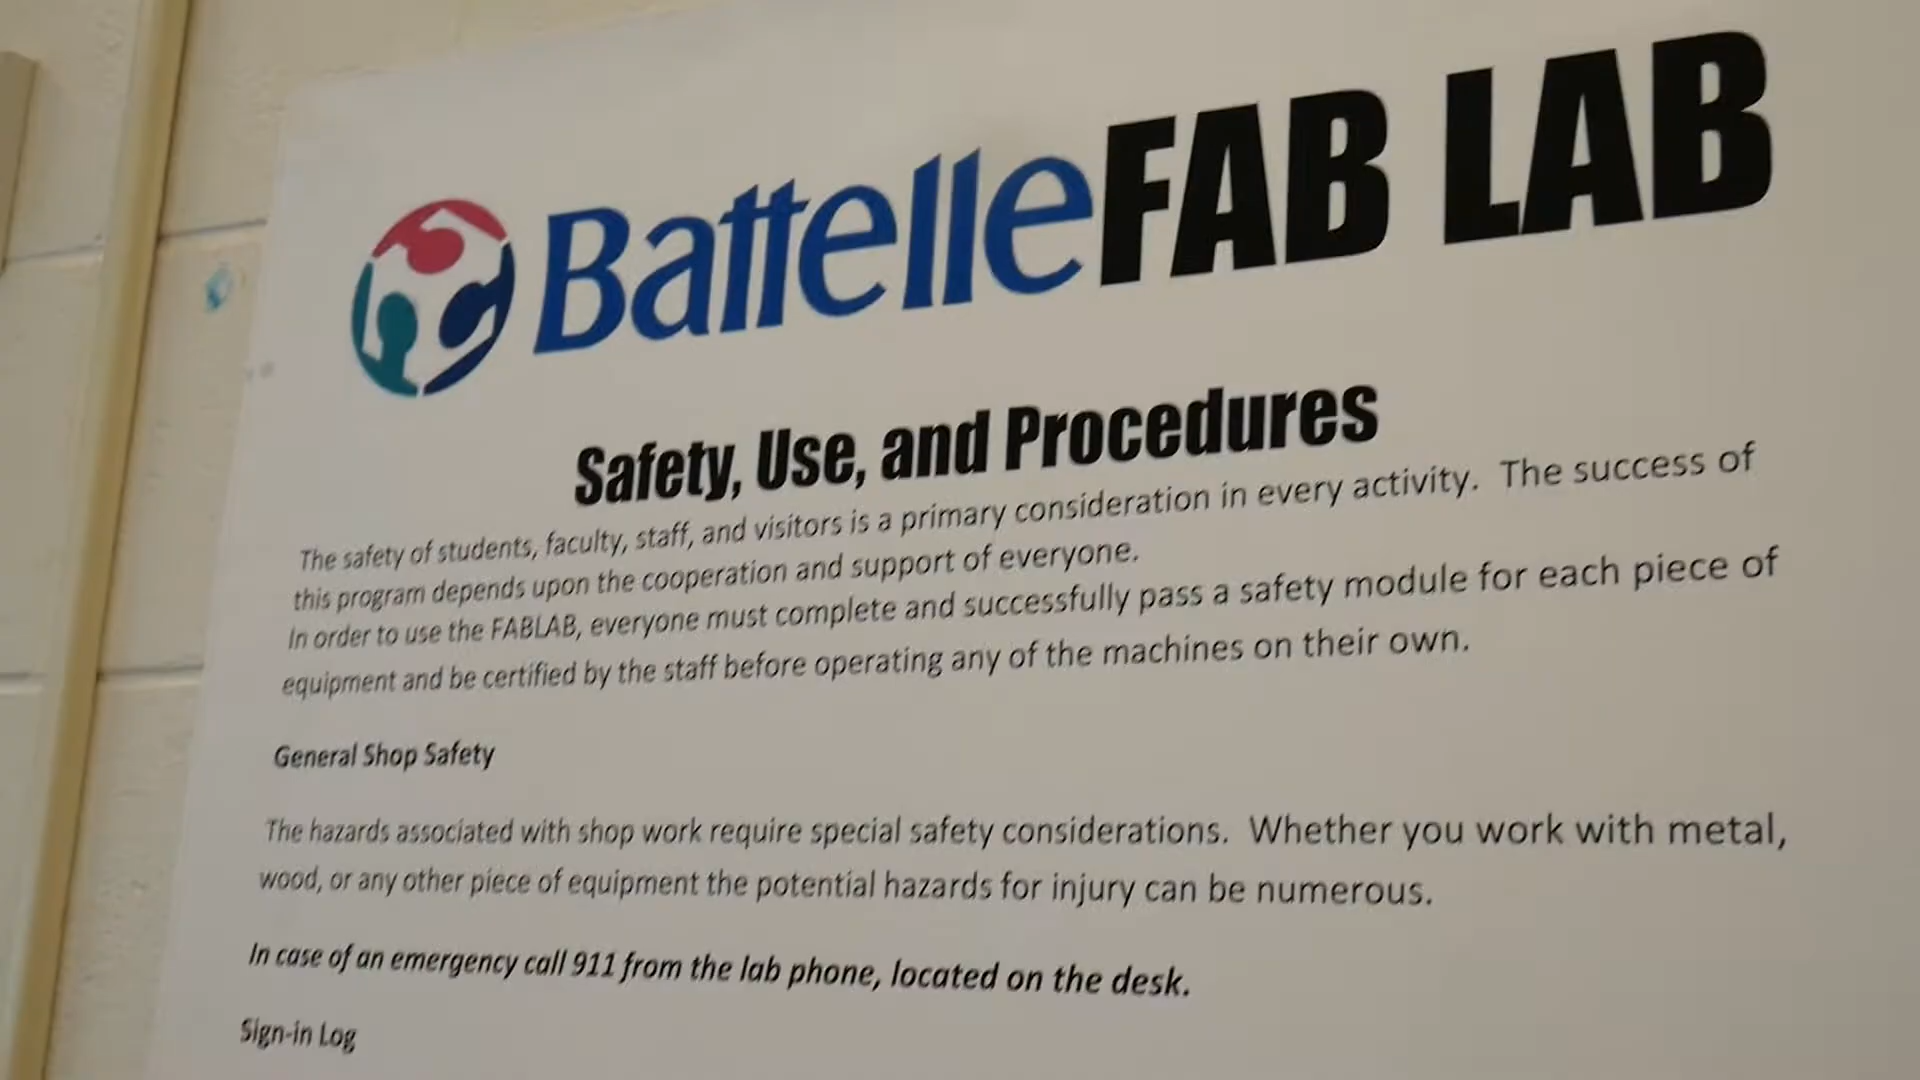 Battelle FAB LAB
Safety, Use, and Procedures
The safety of students, faculty, staff, and visitors is a primary consideration in every activity. The success of
this program depends upon the cooperation and support of everyone.
In order to use the FABLAB, everyone must complete and successfully pass a safety module for each piece of
equipment and be certified by the staff before operating any of the machines on their own.
General Shop Safety
The hazards associated with shop work require special safety considerations. Whether you work with metal,
wood, or any other piece of equipment the potential hazards for injury can be numerous.
In case of an emergency call 911 from the lab phone, located on the desk.
Sign-in Log